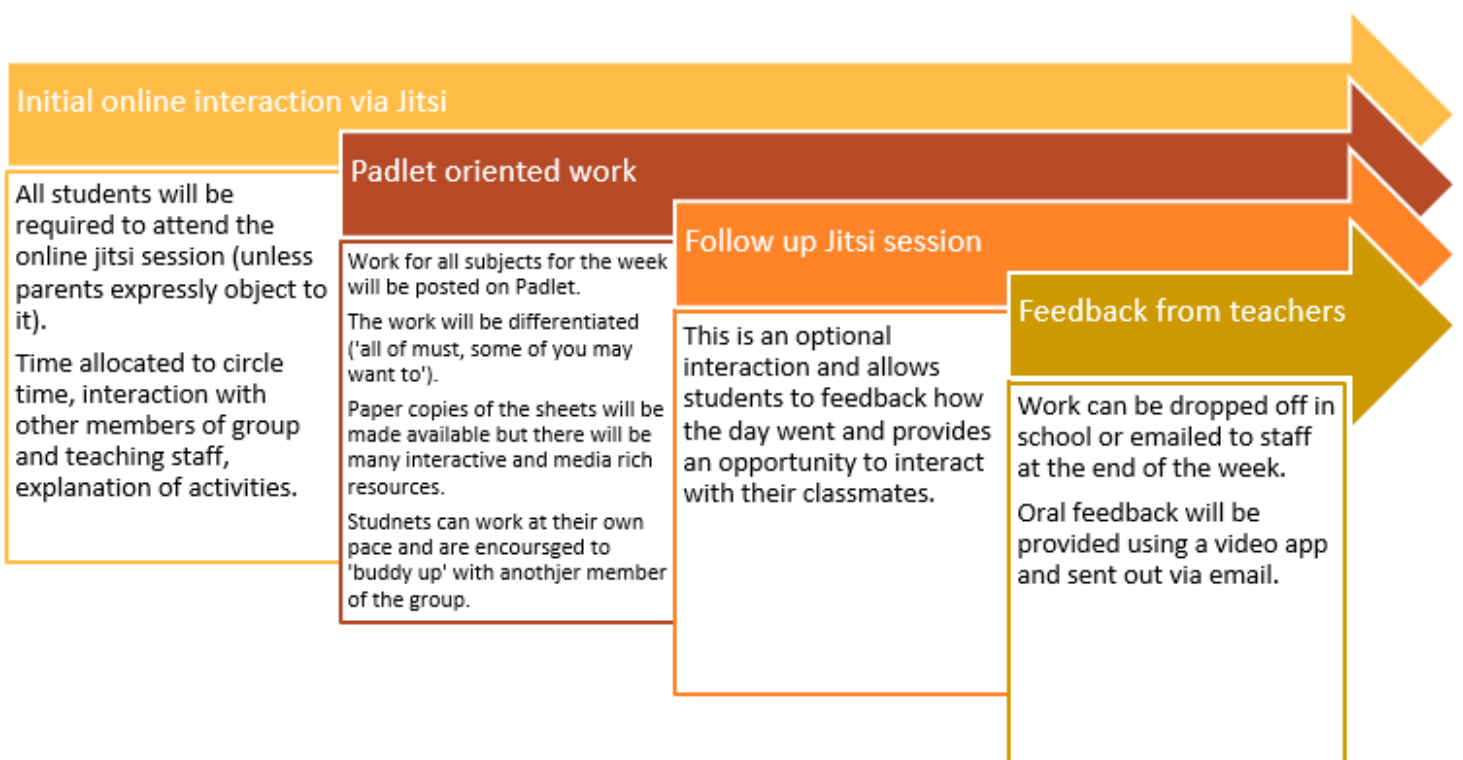 Initial online interaction via Jitsi
All students will be
required to attend the
online jitsi session (unless
parents expressly object to
it).
Time allocated to circle
time, interaction with
other members of group
and teaching staff,
explanation of activities.
Padlet oriented work
Work for all subjects for the week
will be posted on Padlet.
The work will be differentiated
('all of must, some of you may
want to').
Paper copies of the sheets will be
made available but there will be
many interactive and media rich
resources.
Studnets can work at their own
pace and are encoursged to
'buddy up' with anothjer member
of the group.
Follow up Jitsi session
This is an optional
interaction and allows
students to feedback how
the day went and provides
an opportunity to interact
with their classmates.
Feedback from teachers
Work can be dropped off in
school or emailed to staff
at the end of the week.
Oral feedback will be
provided using a video app
and sent out via email.